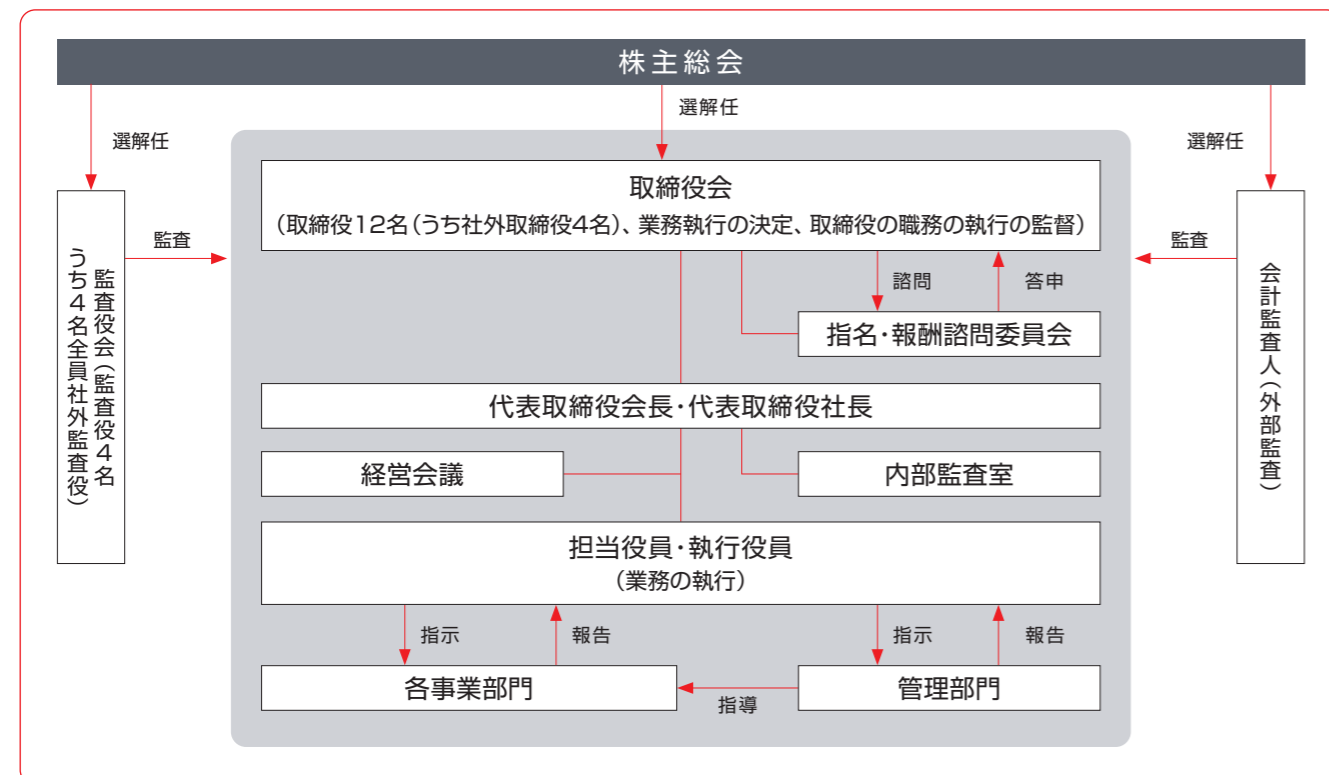 株主総会
選解任
選解任
選解任
取締役会
（取締役12名（うち社外取締役4名）、業務執行の決定、取締役の職務の執行の監督）
監査
監査
監査役会（監査役4名
うち4名全員社外監査役）
会計監査人（外部監査）
諮問
答申
指名・報酬諮問委員会
代表取締役会長・代表取締役社長
経営会議
内部監査室
担当役員・執行役員
（業務の執行）
指示
報告
指示
報告
各事業部門
指導
管理部門